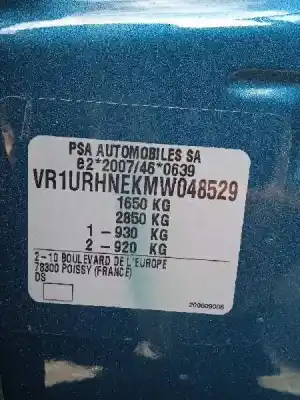 PSA AUTOMOBILES SA
e2*2007/46*0639
VR1URHNEKMW048529
1650 KG
2850 KG
1 -930 KG
2 -920 KG
2-10 BOULEVARD DE L'EUROPE
78300 POISSY (FRANCE)
DS
200609006